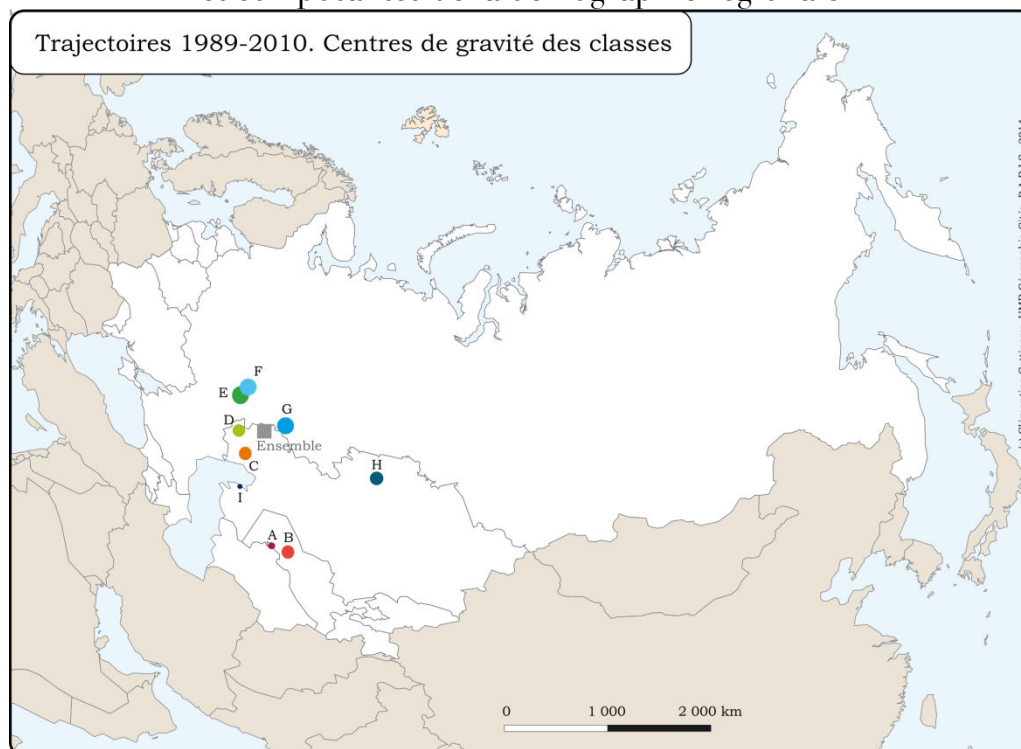 Trajectoires 1989-2010. Centres de gravité des classes
F
E
D
G
Ensemble
C
H
I
A
B
0 1 000 2 000 km